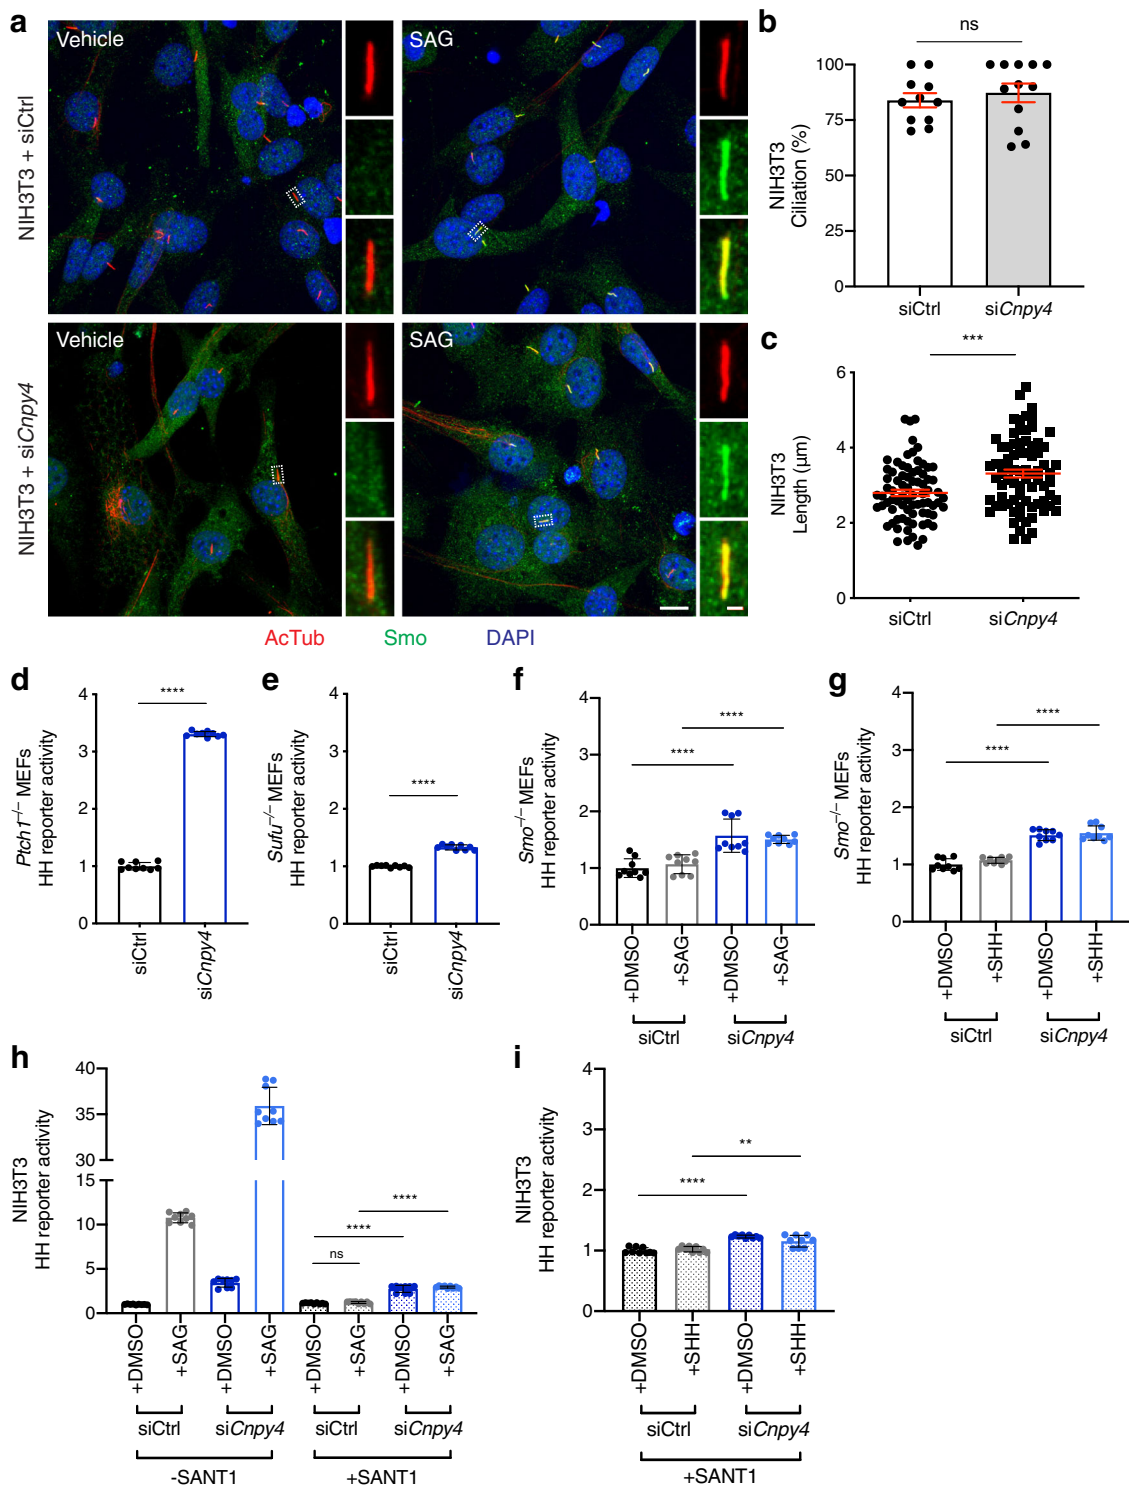 a
Vehicle
SAG
NIH3T3 + siCtrl
Vehicle
SAG
NIH3T3 + siCnpy4
AcTub Smo DAPI
b
ns
NIH3T3
Ciliation (%)
100
75
50
25
0
siCtrl siCnpy4
c
***
NIH3T3
Length (µm)
6
4
2
0
siCtrl siCnpy4
d
****
Ptch1–/– MEFs
HH reporter activity
4
3
2
1
0
siCtrl
siCnpy4
e
****
Sufu–/– MEFs
HH reporter activity
4
3
2
1
0
siCtrl
siCnpy4
f
****
****
Smo–/– MEFs
HH reporter activity
4
3
2
1
0
+DMSO
+SAG
+DMSO
+SAG
siCtrl siCnpy4
g
****
****
Smo–/– MEFs
HH reporter activity
4
3
2
1
0
+DMSO
+SHH
+DMSO
+SHH
siCtrl siCnpy4
h
NIH3T3
HH reporter activity
40
35
30
15
10
5
0
****
****
ns
+DMSO
+SAG
+DMSO
+SAG
+DMSO
+SAG
+DMSO
+SAG
siCtrl siCnpy4 siCtrl siCnpy4
-SANT1 +SANT1
i
NIH3T3
HH reporter activity
4
3
2
1
0
**
****
+DMSO
+SHH
+DMSO
+SHH
siCtrl siCnpy4
+SANT1